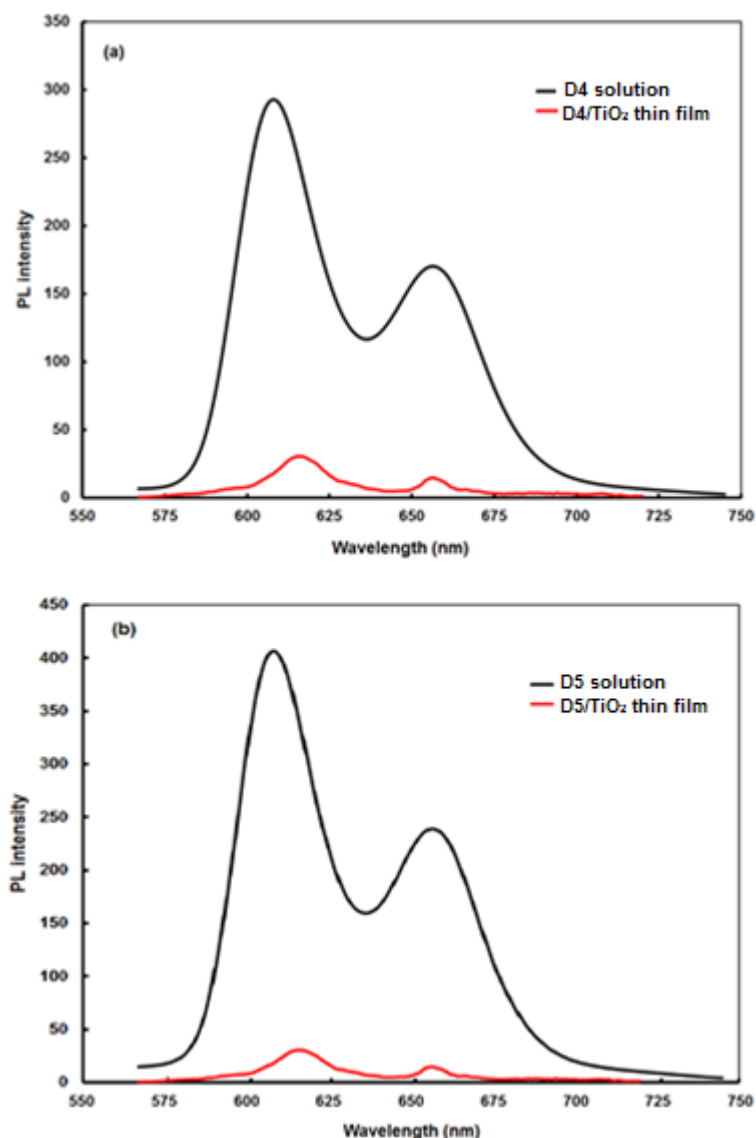 (a)
350
300
250
200
150
100
50
0
PL intensity
D4 solution
D4/TiO₂ thin film
550 575 600 625 650 675 700 725 750
Wavelength (nm)
(b)
450
400
350
300
250
200
150
100
50
0
PL intensity
D5 solution
D5/TiO₂ thin film
550 575 600 625 650 675 700 725 750
Wavelength (nm)